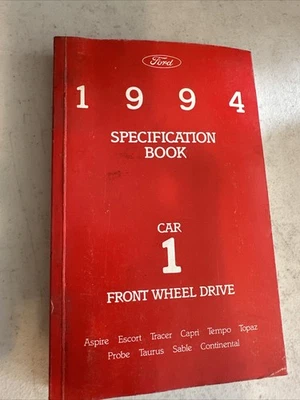 Ford
1 9 9 4
SPECIFICATION
BOOK
CAR
1
FRONT WHEEL DRIVE
Aspire Escort Tracer Capri Tempo Topaz
Probe Taurus Sable Continental